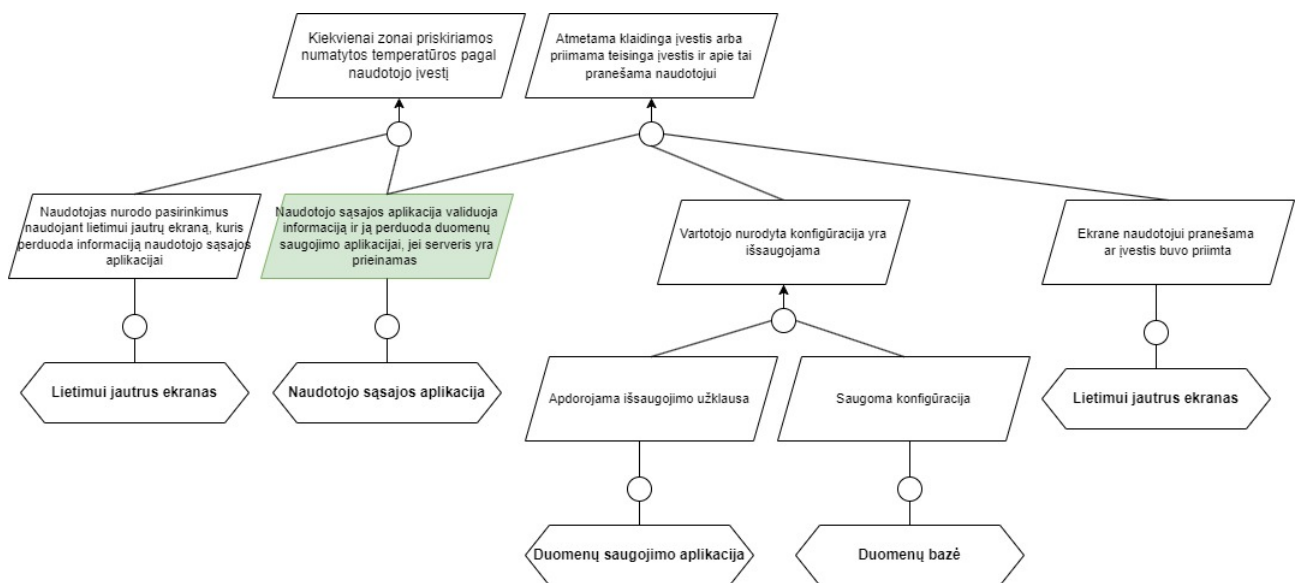 Kiekvienai zonai priskiriamos
numatytos temperatūros pagal
naudotojo įvestį
Atmetama klaidinga įvestis arba
priimama teisinga įvestis ir apie tai
pranešama naudotojui
Naudotojas nurodo pasirinkimus
naudojant lietimui jautrų ekraną, kuris
perduoda informaciją naudotojo sąsajos
aplikacijai
Naudotojo sąsajos aplikacija validuoja
informaciją ir ją perduoda duomenų
saugojimo aplikacijai, jei serveris yra
prieinamas
Vartotojo nurodyta konfigūracija yra
išsaugojama
Ekrane naudotojui pranešama
ar įvestis buvo priimta
Lietimui jautrus ekranas
Naudotojo sąsajos aplikacija
Apdorojama išsaugojimo užklausa
Saugoma konfigūracija
Lietimui jautrus ekranas
Duomenų saugojimo aplikacija
Duomenų bazė